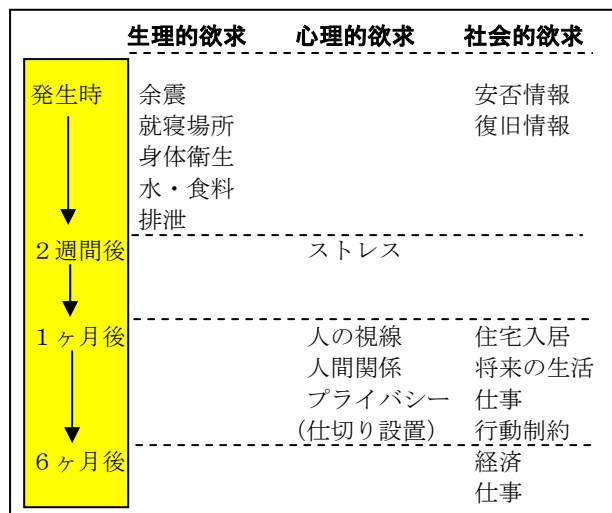 生理的欲求 心理的欲求 社会的欲求
発生時 余震 安否情報
就寝場所 復旧情報
身体衛生
水・食料
排泄
２週間後 ストレス
１ヶ月後 人の視線 住宅入居
人間関係 将来の生活
プライバシー 仕事
(仕切り設置) 行動制約
６ヶ月後 経済
仕事